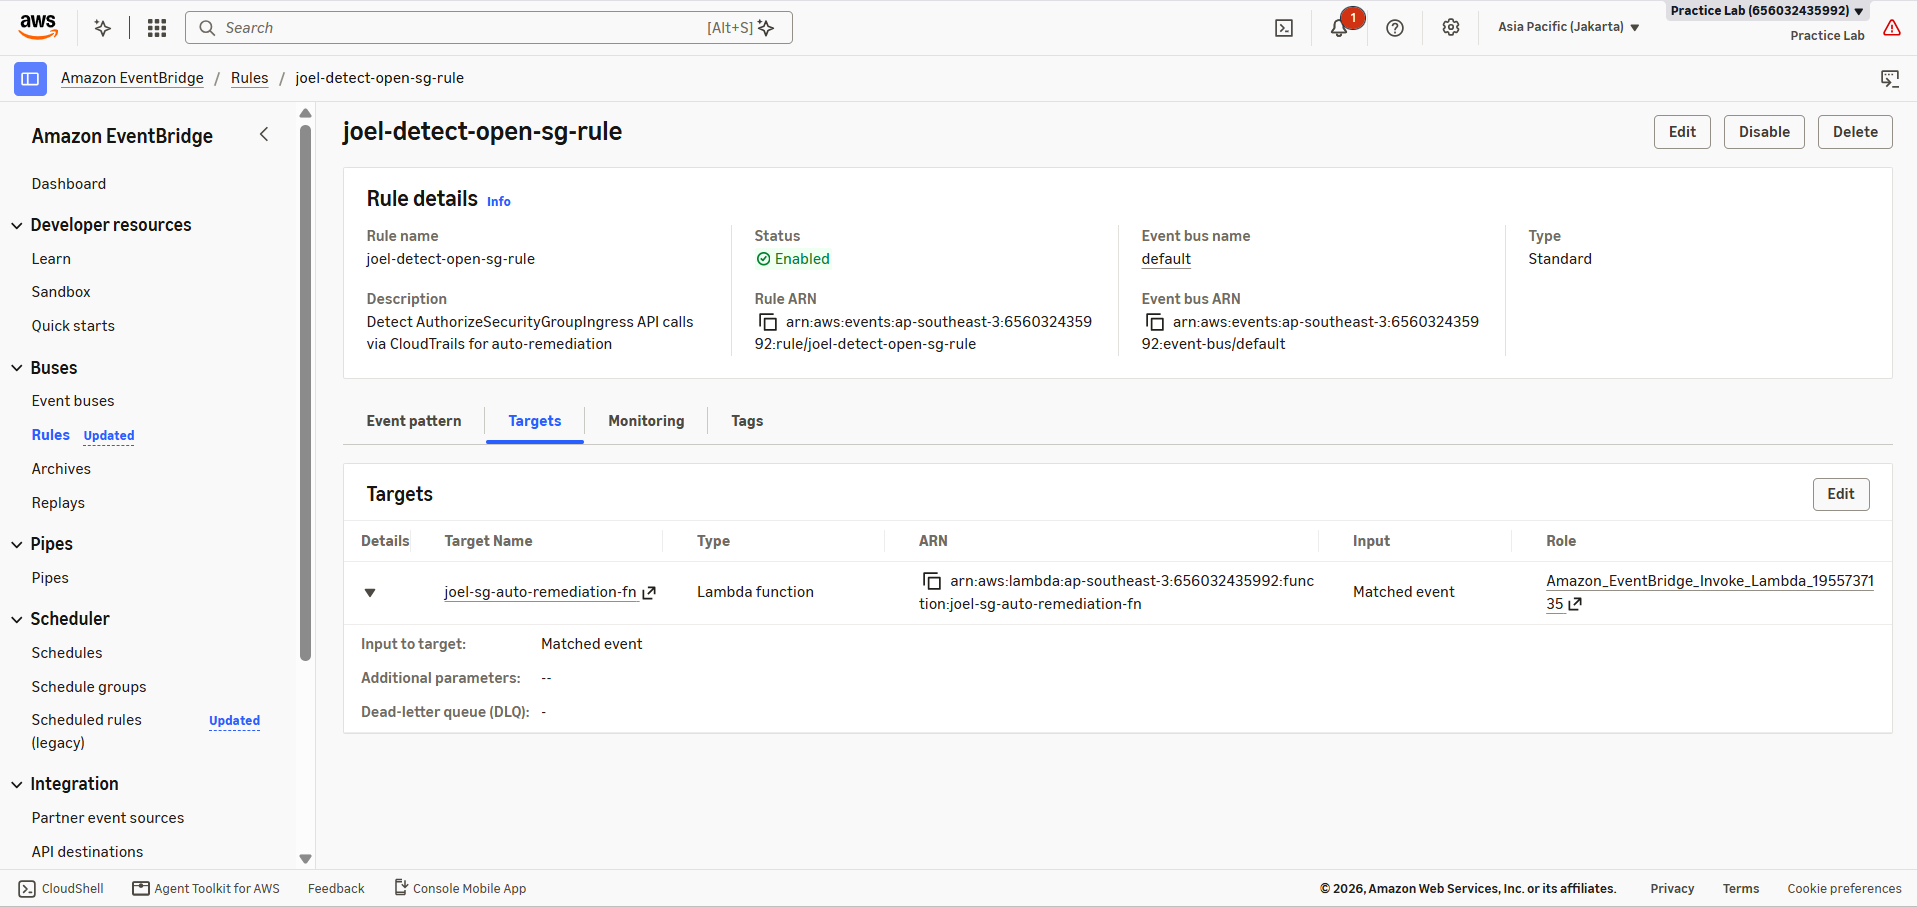 aws
Search
[Alt+S]
1
Asia Pacific (Jakarta)
Practice Lab (656032435992)
Practice Lab
Amazon EventBridge / Rules / joel-detect-open-sg-rule
Amazon EventBridge
Dashboard
Developer resources
Learn
Sandbox
Quick starts
Buses
Event buses
Rules Updated
Archives
Replays
Pipes
Pipes
Scheduler
Schedules
Schedule groups
Scheduled rules Updated
(legacy)
Integration
Partner event sources
API destinations
joel-detect-open-sg-rule
Edit Disable Delete
Rule details Info
Rule name
joel-detect-open-sg-rule
Description
Detect AuthorizeSecurityGroupIngress API calls
via CloudTrails for auto-remediation
Status
Enabled
Rule ARN
arn:aws:events:ap-southeast-3:6560324359
92:rule/joel-detect-open-sg-rule
Event bus name
default
Event bus ARN
arn:aws:events:ap-southeast-3:6560324359
92:event-bus/default
Type
Standard
Event pattern Targets Monitoring Tags
Targets
Edit
Details Target Name Type ARN Input Role
joel-sg-auto-remediation-fn
Lambda function
arn:aws:lambda:ap-southeast-3:656032435992:func
tion:joel-sg-auto-remediation-fn
Matched event
Amazon_EventBridge_Invoke_Lambda_19557371
35
Input to target: Matched event
Additional parameters: --
Dead-letter queue (DLQ): -
CloudShell Agent Toolkit for AWS Feedback Console Mobile App
© 2026, Amazon Web Services, Inc. or its affiliates. Privacy Terms Cookie preferences